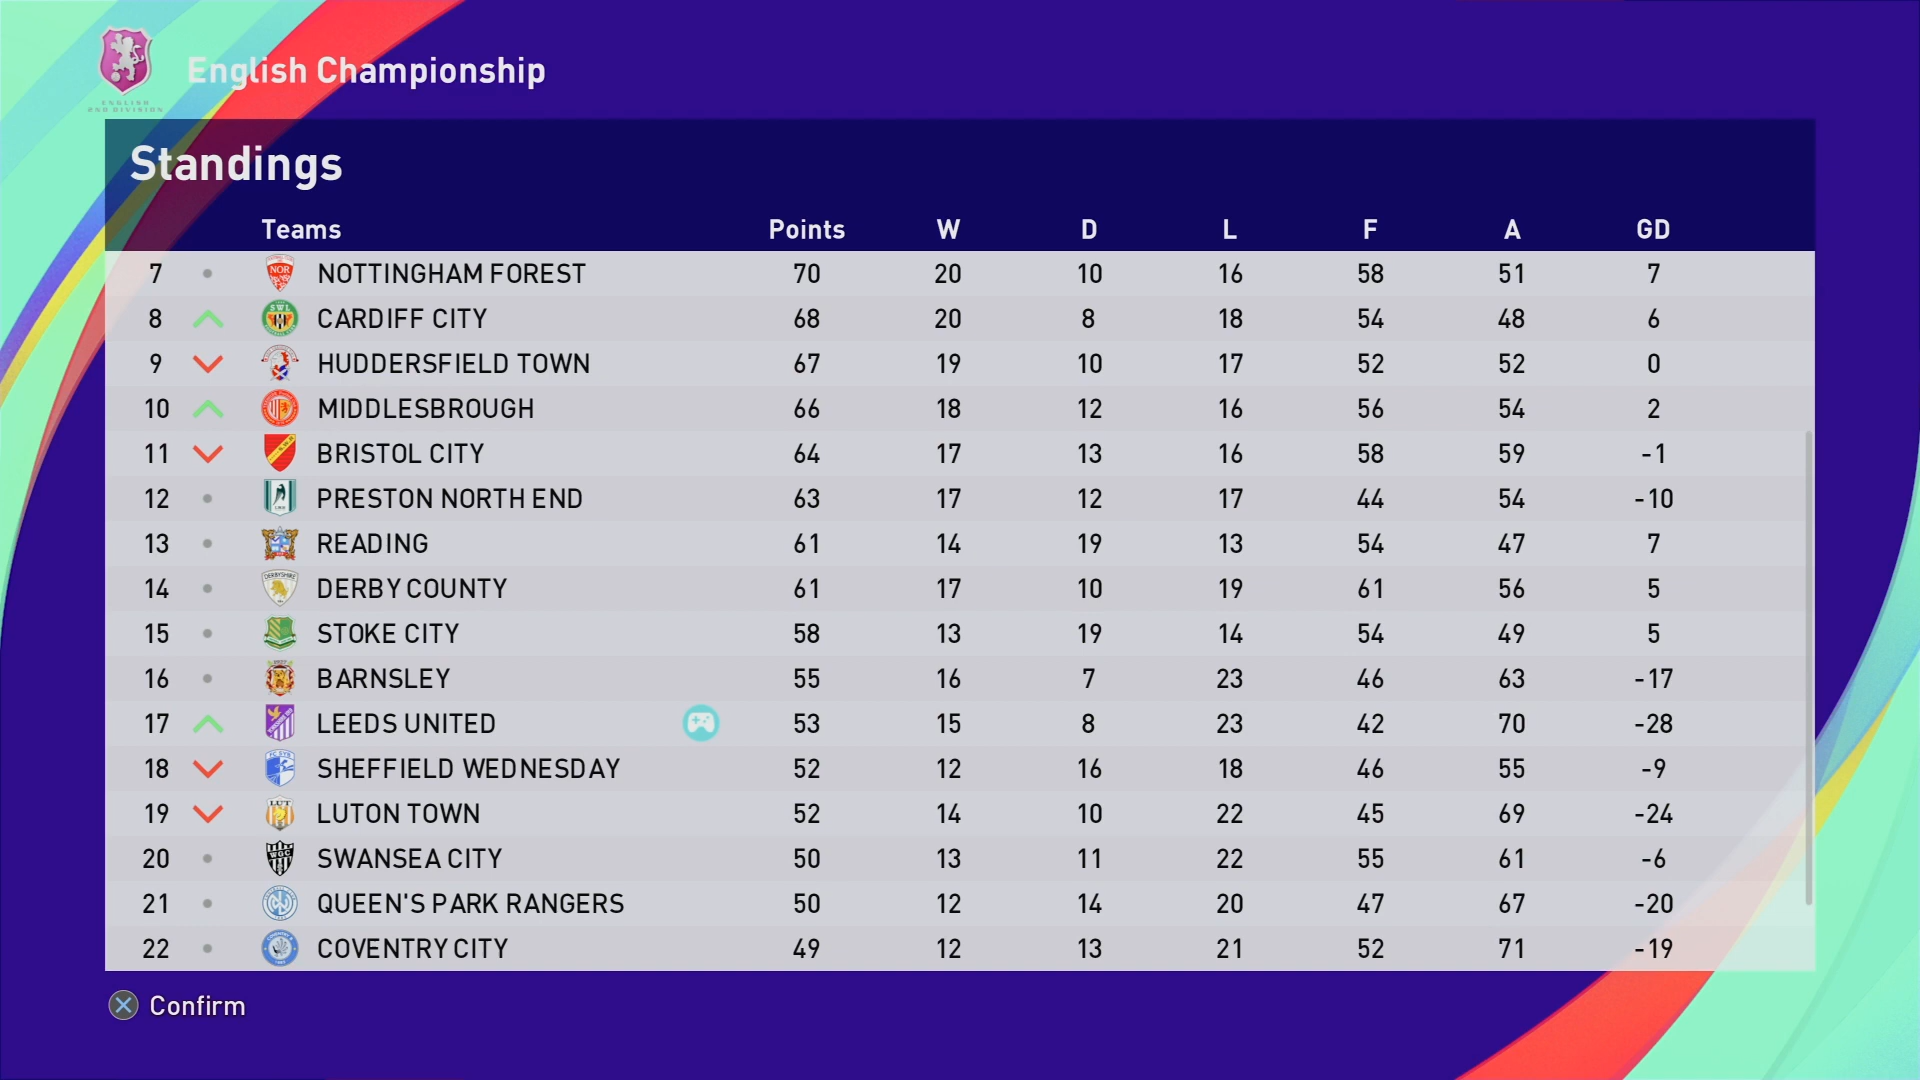 English Championship
ENGLISH
2ND DIVISION
Standings
Teams Points W D L F A GD
7 NOTTINGHAM FOREST 70 20 10 16 58 51 7
8 CARDIFF CITY 68 20 8 18 54 48 6
9 HUDDERSFIELD TOWN 67 19 10 17 52 52 0
10 MIDDLESBROUGH 66 18 12 16 56 54 2
11 BRISTOL CITY 64 17 13 16 58 59 -1
12 PRESTON NORTH END 63 17 12 17 44 54 -10
13 READING 61 14 19 13 54 47 7
14 DERBY COUNTY 61 17 10 19 61 56 5
15 STOKE CITY 58 13 19 14 54 49 5
16 BARNSLEY 55 16 7 23 46 63 -17
17 LEEDS UNITED 53 15 8 23 42 70 -28
18 SHEFFIELD WEDNESDAY 52 12 16 18 46 55 -9
19 LUTON TOWN 52 14 10 22 45 69 -24
20 SWANSEA CITY 50 13 11 22 55 61 -6
21 QUEEN'S PARK RANGERS 50 12 14 20 47 67 -20
22 COVENTRY CITY 49 12 13 21 52 71 -19
Confirm